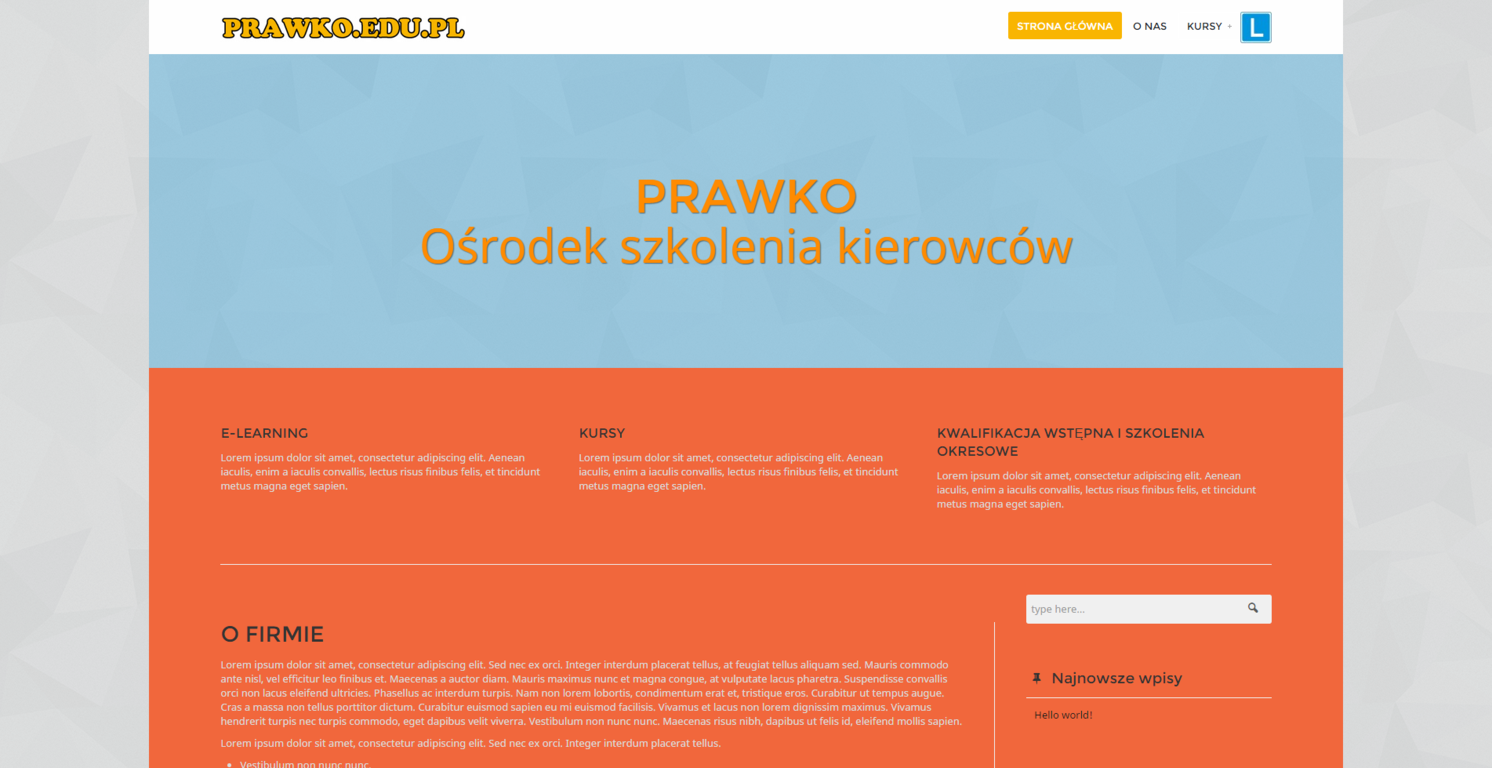 PRAWKO.EDU.PL
STRONA GŁÓWNA
O NAS
KURSY +
L
PRAWKO
Ośrodek szkolenia kierowców
E-LEARNING
Lorem ipsum dolor sit amet, consectetur adipiscing elit. Aenean
iaculis, enim a iaculis convallis, lectus risus finibus felis, et tincidunt
metus magna eget sapien.
KURSY
Lorem ipsum dolor sit amet, consectetur adipiscing elit. Aenean
iaculis, enim a iaculis convallis, lectus risus finibus felis, et tincidunt
metus magna eget sapien.
KWALIFIKACJA WSTĘPNA I SZKOLENIA
OKRESOWE
Lorem ipsum dolor sit amet, consectetur adipiscing elit. Aenean
iaculis, enim a iaculis convallis, lectus risus finibus felis, et tincidunt
metus magna eget sapien.
O FIRMIE
Lorem ipsum dolor sit amet, consectetur adipiscing elit. Sed nec ex orci. Integer interdum placerat tellus, at feugiat tellus aliquam sed. Mauris commodo
ante nisl, vel efficitur leo finibus et. Maecenas a auctor diam. Mauris maximus nunc et magna congue, at vulputate lacus pharetra. Suspendisse convallis
orci non lacus eleifend ultricies. Phasellus ac interdum turpis. Nam non lorem lobortis, condimentum erat et, tristique eros. Curabitur ut tempus augue.
Cras a massa non tellus porttitor dictum. Curabitur euismod sapien eu mi euismod facilisis. Vivamus et lacus non lorem dignissim maximus. Vivamus
hendrerit turpis nec turpis commodo, eget dapibus velit viverra. Vestibulum non nunc nunc. Maecenas risus nibh, dapibus ut felis id, eleifend mollis sapien.
Lorem ipsum dolor sit amet, consectetur adipiscing elit. Sed nec ex orci. Integer interdum placerat tellus.
• Vestibulum non nunc nunc.
type here...
Najnowsze wpisy
Hello world!